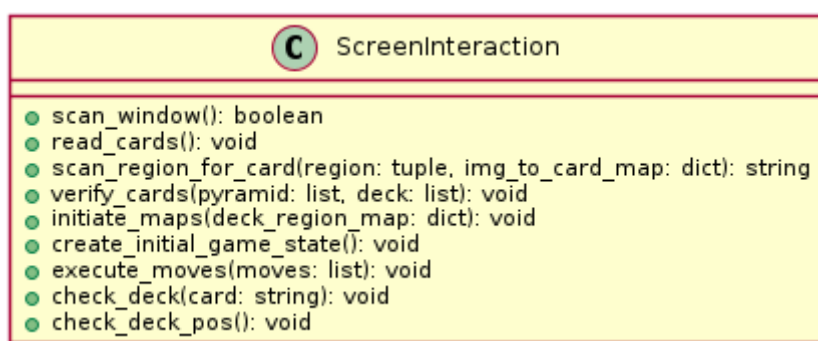 C ScreenInteraction
scan_window(): boolean
read_cards(): void
scan_region_for_card(region: tuple, img_to_card_map: dict): string
verify_cards(pyramid: list, deck: list): void
initiate_maps(deck_region_map: dict): void
create_initial_game_state(): void
execute_moves(moves: list): void
check_deck(card: string): void
check_deck_pos(): void